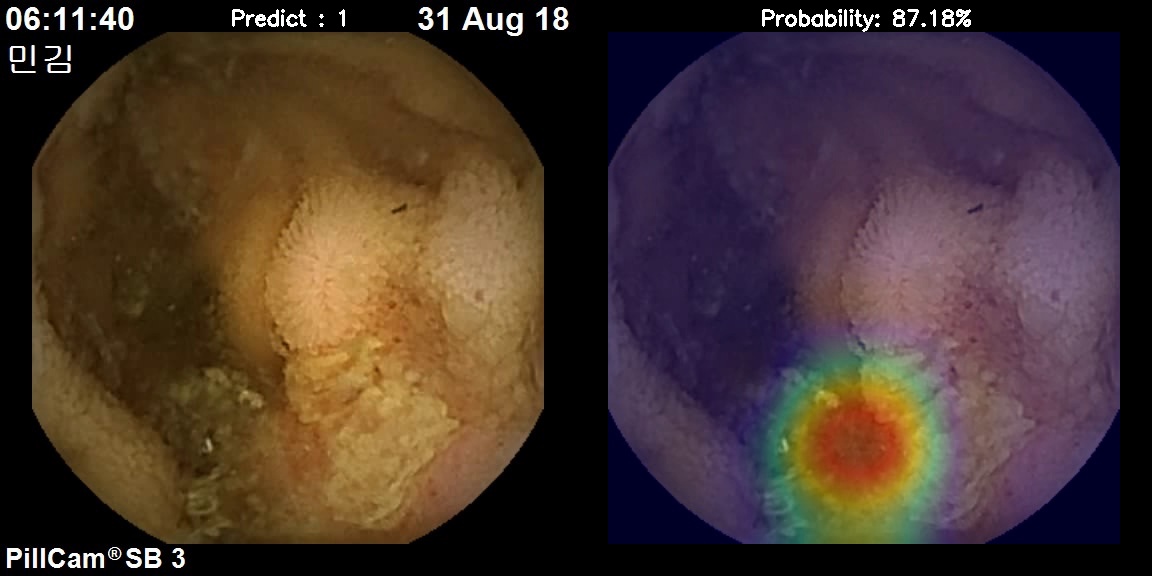 06:11:40 Predict : 1 31 Aug 18 Probability: 87.18%
민김
PillCam® SB 3